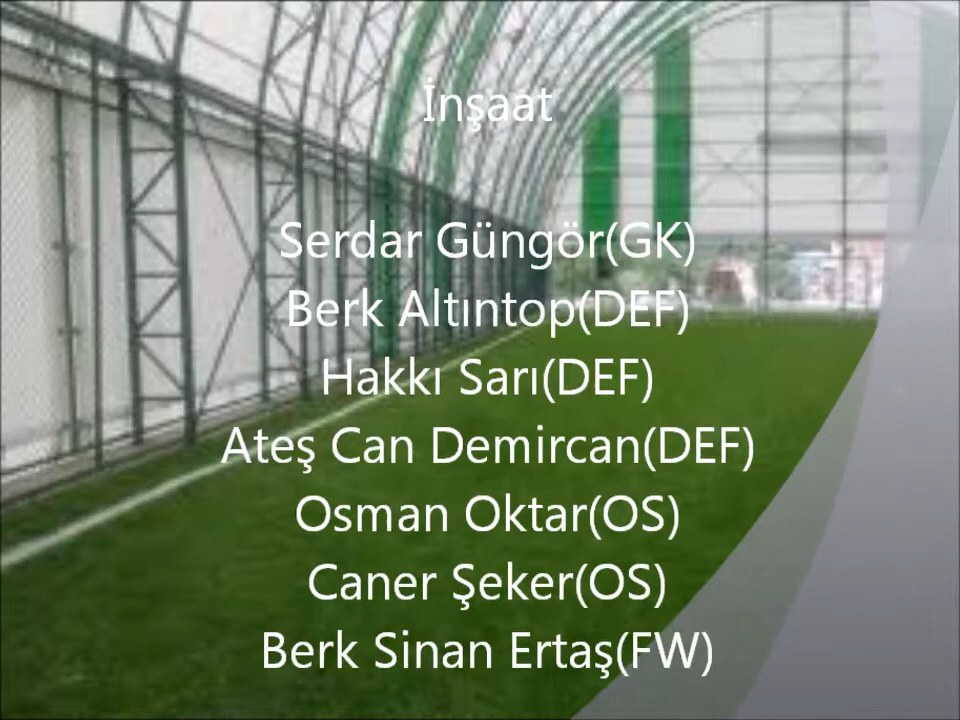 İnşaat
Serdar Güngör(GK)
Berk Altıntop(DEF)
Hakkı Sarı(DEF)
Ateş Can Demircan(DEF)
Osman Oktar(OS)
Caner Şeker(OS)
Berk Sinan Ertaş(FW)